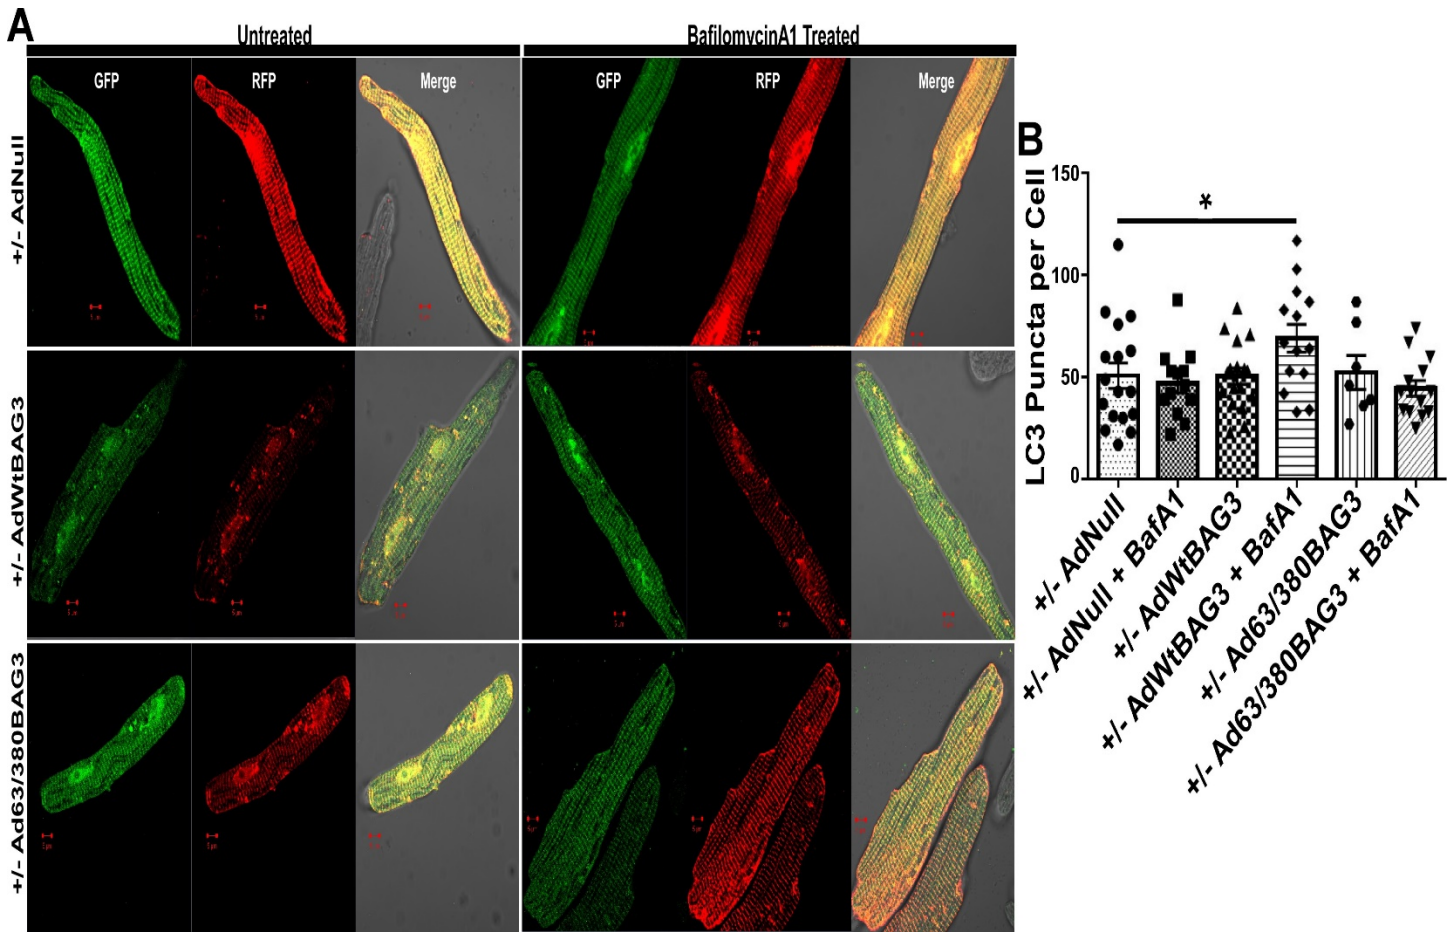 A
Untreated
BafilomycinA1 Treated
GFP
RFP
Merge
GFP
RFP
Merge
+/- AdNull
+/- AdWtBAG3
+/- Ad63/380BAG3
B
LC3 Puncta per Cell
150
100
50
0
*
+/- AdNull
+/- AdNull + BafA1
+/- AdWtBAG3
+/- AdWtBAG3 + BafA1
+/- Ad63/380BAG3
+/- Ad63/380BAG3 + BafA1